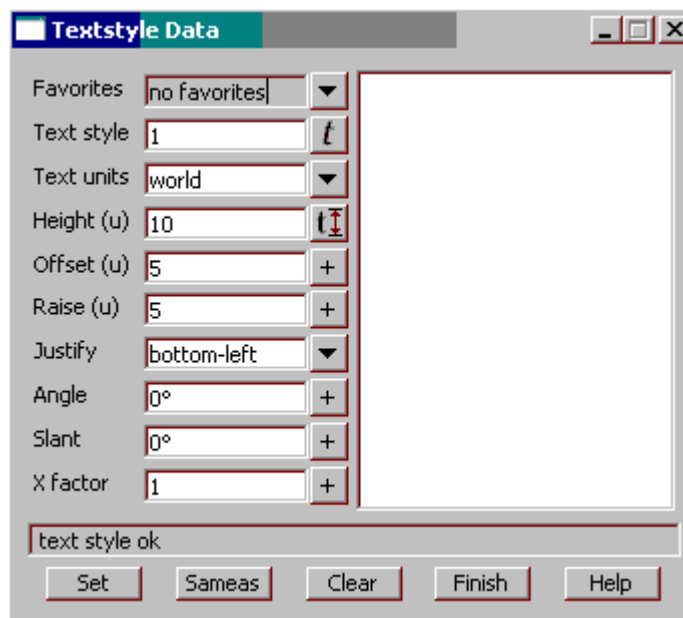 Textstyle Data
Favorites no favorites
Text style 1 t
Text units world
Height (u) 10 t
Offset (u) 5 +
Raise (u) 5 +
Justify bottom-left
Angle 0° +
Slant 0° +
X factor 1 +
text style ok
Set Sameas Clear Finish Help